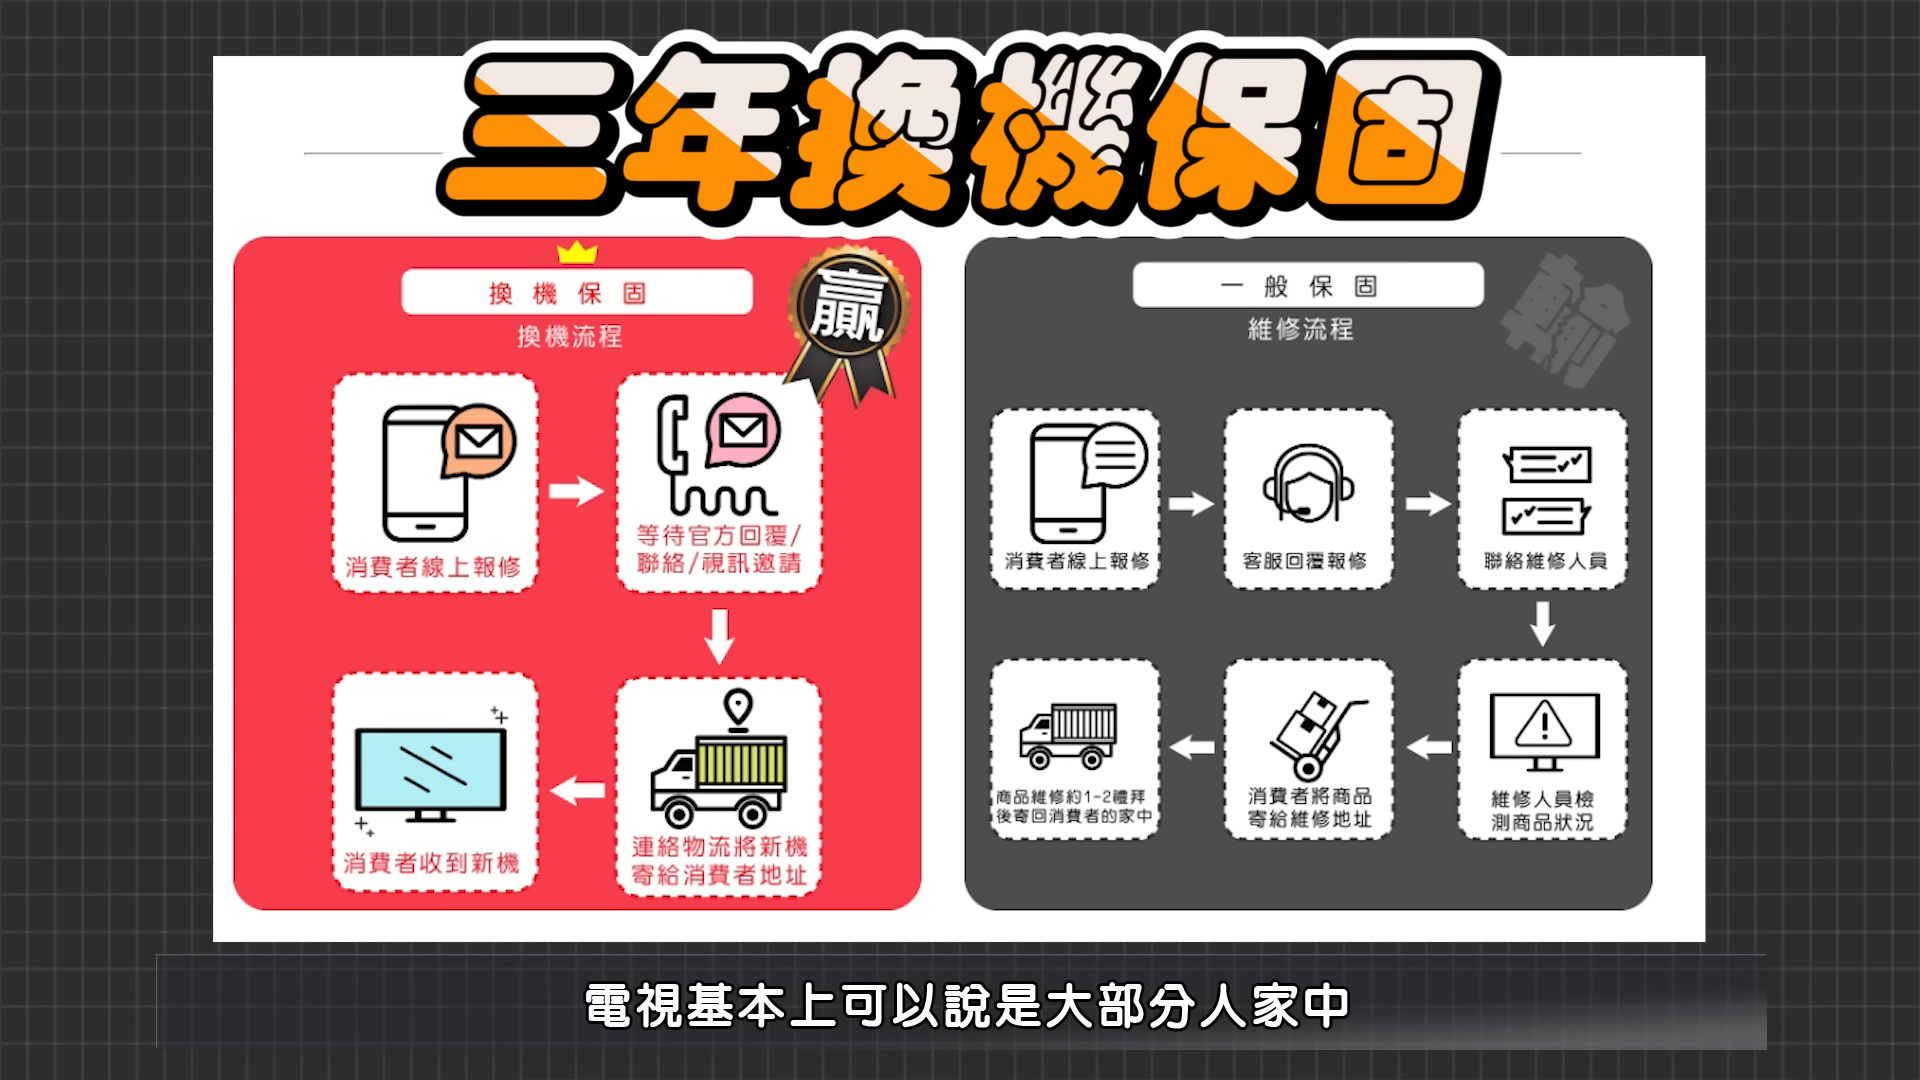 三年換機保固
換機保固
贏
換機流程
消費者線上報修
等待官方回覆/
聯絡/視訊邀請
連絡物流將新機
寄給消費者地址
消費者收到新機
一般保固
輸
維修流程
消費者線上報修
客服回覆報修
聯絡維修人員
維修人員檢
測商品狀況
消費者將商品
寄給維修地址
商品維修約1-2禮拜
後寄回消費者的家中
電視基本上可以說是大部分人家中